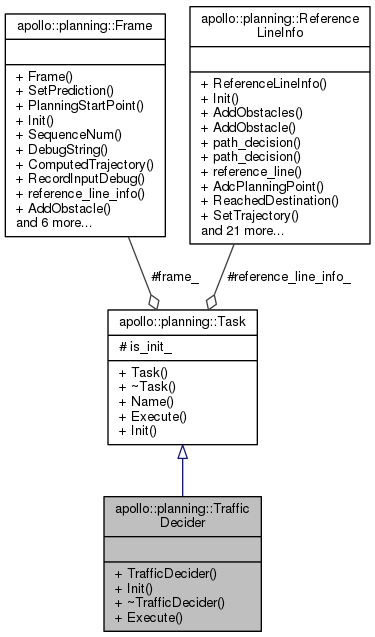 apollo::planning::Frame
+ Frame()
+ SetPrediction()
+ PlanningStartPoint()
+ Init()
+ SequenceNum()
+ DebugString()
+ ComputedTrajectory()
+ RecordInputDebug()
+ reference_line_info()
+ AddObstacle()
and 6 more...
apollo::planning::Reference
LineInfo
+ ReferenceLineInfo()
+ Init()
+ AddObstacles()
+ AddObstacle()
+ path_decision()
+ path_decision()
+ reference_line()
+ AdcPlanningPoint()
+ ReachedDestination()
+ SetTrajectory()
and 21 more...
#frame_
#reference_line_info_
apollo::planning::Task
# is_init_
+ Task()
+ ~Task()
+ Name()
+ Execute()
+ Init()
apollo::planning::Traffic
Decider
+ TrafficDecider()
+ Init()
+ ~TrafficDecider()
+ Execute()